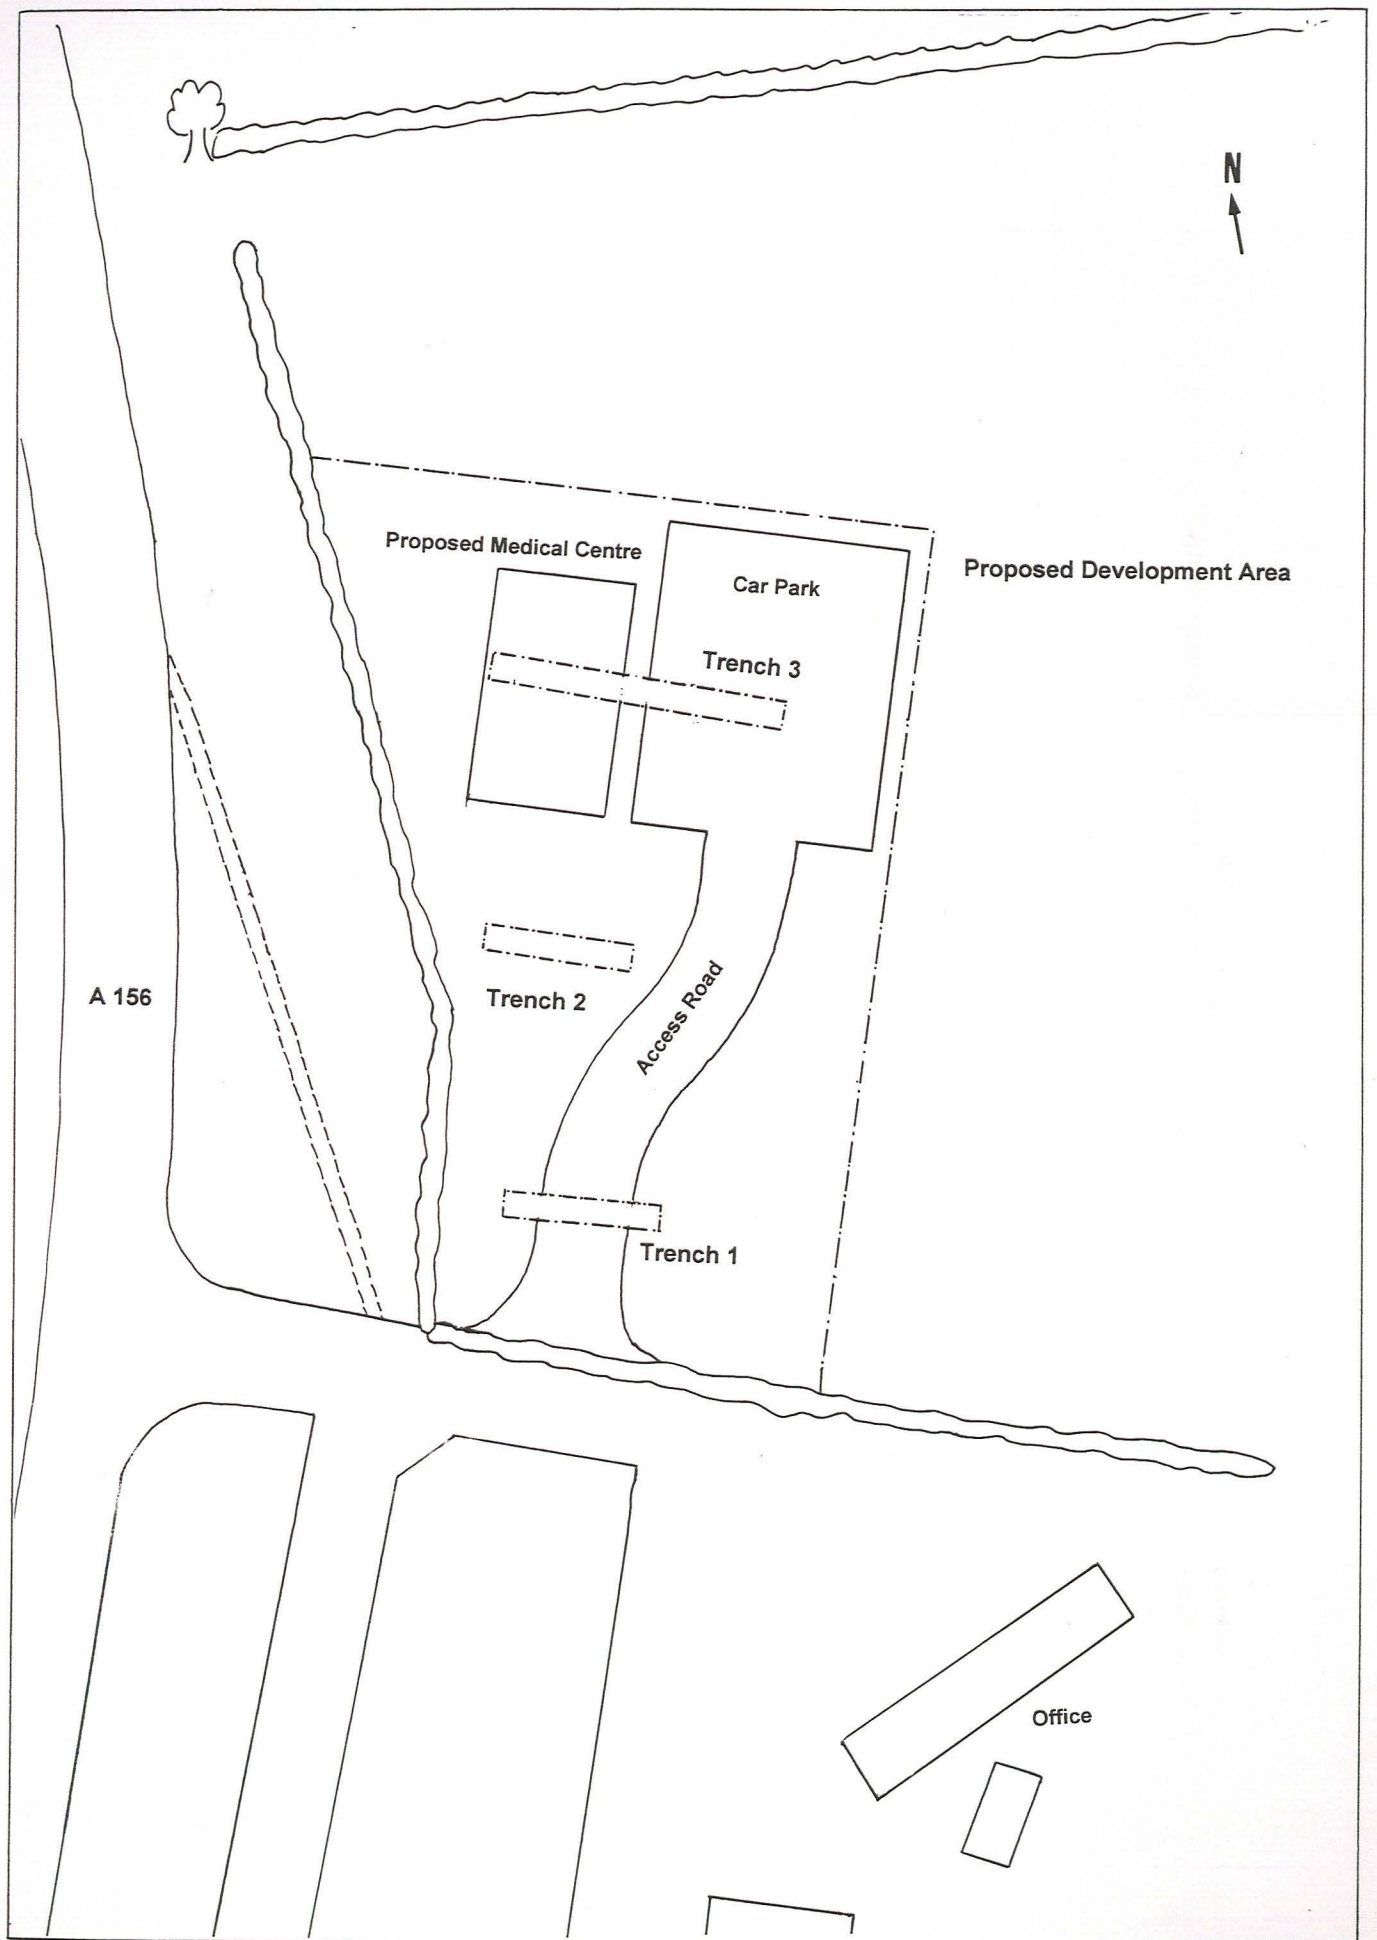 N
Proposed Medical Centre
Proposed Development Area
Car Park
Trench 3
A 156
Trench 2
Access Road
Trench 1
Office